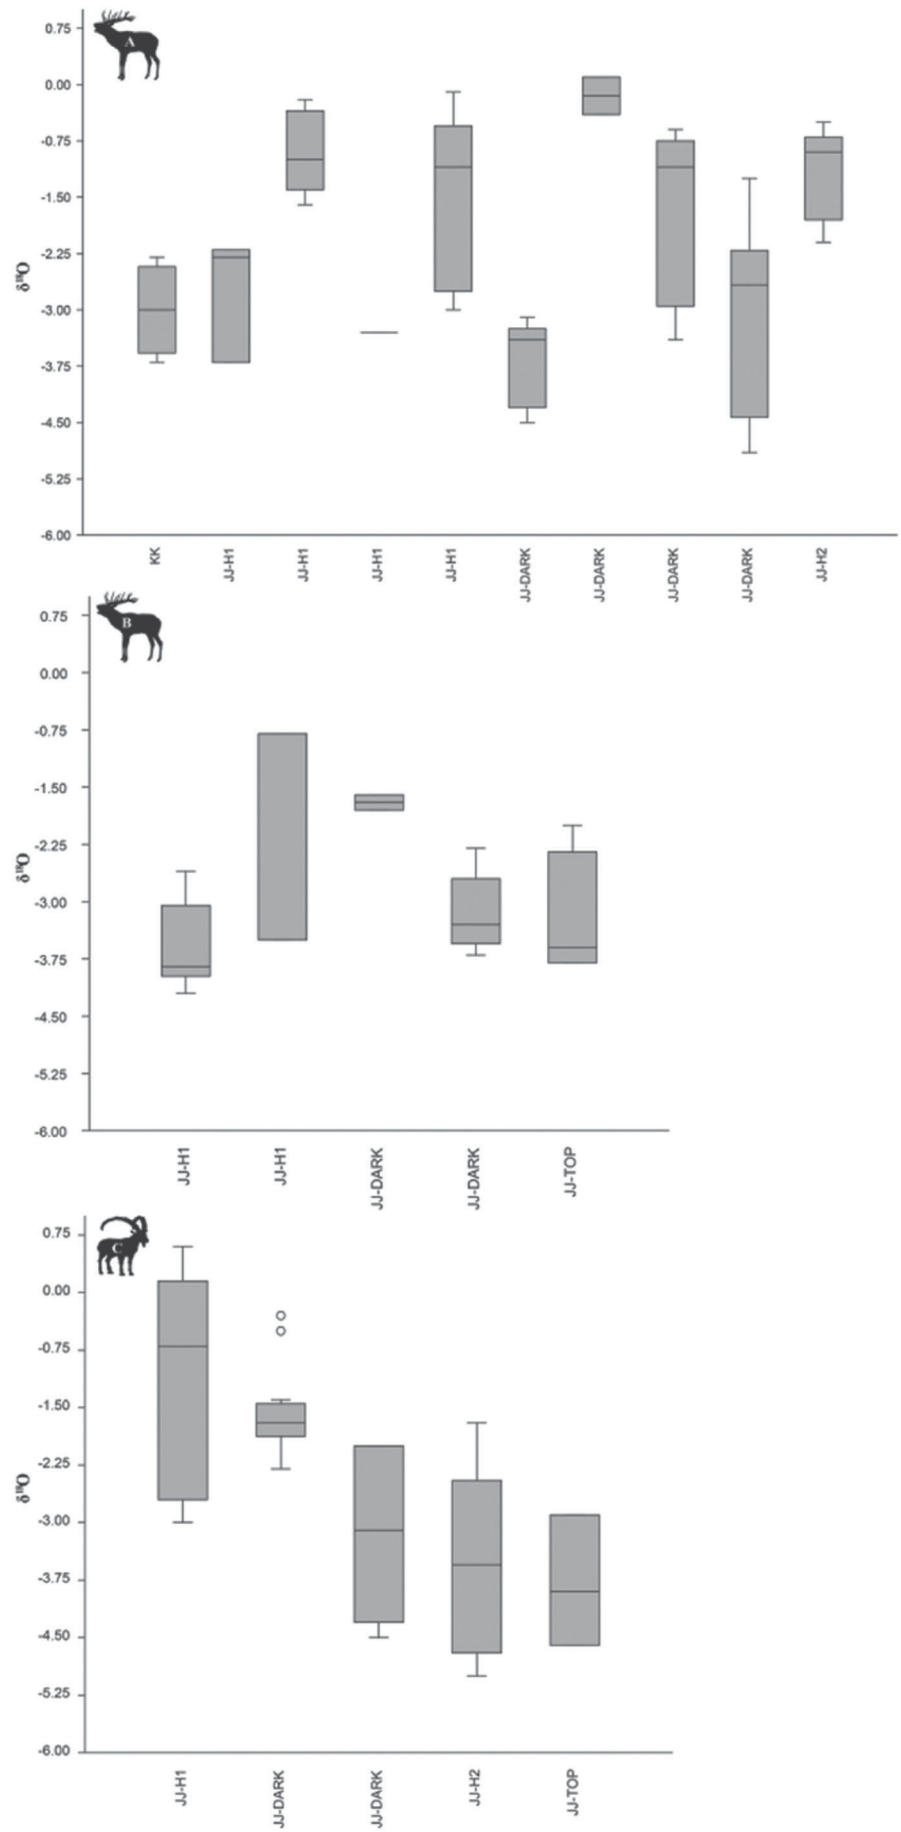 A
0.75
0.00
-0.75
-1.50
-2.25
-3.00
-3.75
-4.50
-5.25
-6.00
δ¹⁸O
KK
JJ-H1
JJ-H1
JJ-H1
JJ-H1
JJ-DARK
JJ-DARK
JJ-DARK
JJ-DARK
JJ-H2
B
0.75
0.00
-0.75
-1.50
-2.25
-3.00
-3.75
-4.50
-5.25
-6.00
δ¹⁸O
JJ-H1
JJ-H1
JJ-DARK
JJ-DARK
JJ-TOP
C
0.75
0.00
-0.75
-1.50
-2.25
-3.00
-3.75
-4.50
-5.25
-6.00
δ¹⁸O
JJ-H1
JJ-DARK
JJ-DARK
JJ-H2
JJ-TOP